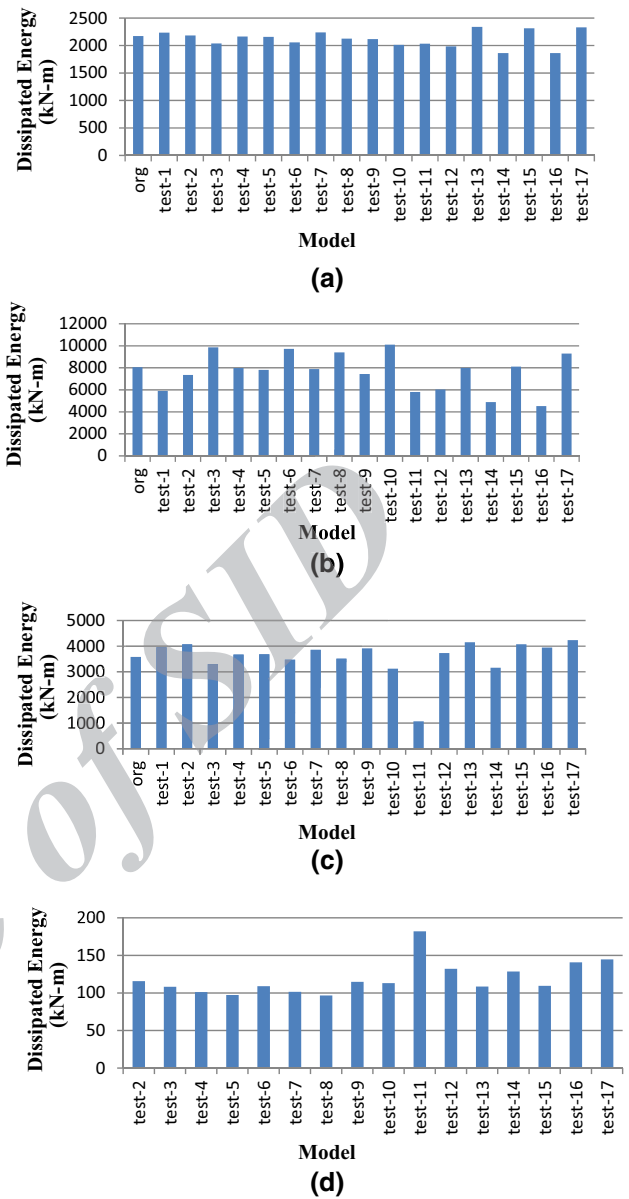 2500
2000
1500
1000
500
0
Dissipated Energy
(kN-m)
org
test-1
test-2
test-3
test-4
test-5
test-6
test-7
test-8
test-9
test-10
test-11
test-12
test-13
test-14
test-15
test-16
test-17
Model
(a)
12000
10000
8000
6000
4000
2000
0
Dissipated Energy
(kN-m)
org
test-1
test-2
test-3
test-4
test-5
test-6
test-7
test-8
test-9
test-10
test-11
test-12
test-13
test-14
test-15
test-16
test-17
Model
(b)
5000
4000
3000
2000
1000
0
Dissipated Energy
(kN-m)
org
test-1
test-2
test-3
test-4
test-5
test-6
test-7
test-8
test-9
test-10
test-11
test-12
test-13
test-14
test-15
test-16
test-17
Model
(c)
200
150
100
50
0
Dissipated Energy
(kN-m)
test-2
test-3
test-4
test-5
test-6
test-7
test-8
test-9
test-10
test-11
test-12
test-13
test-14
test-15
test-16
test-17
Model
(d)
of SID